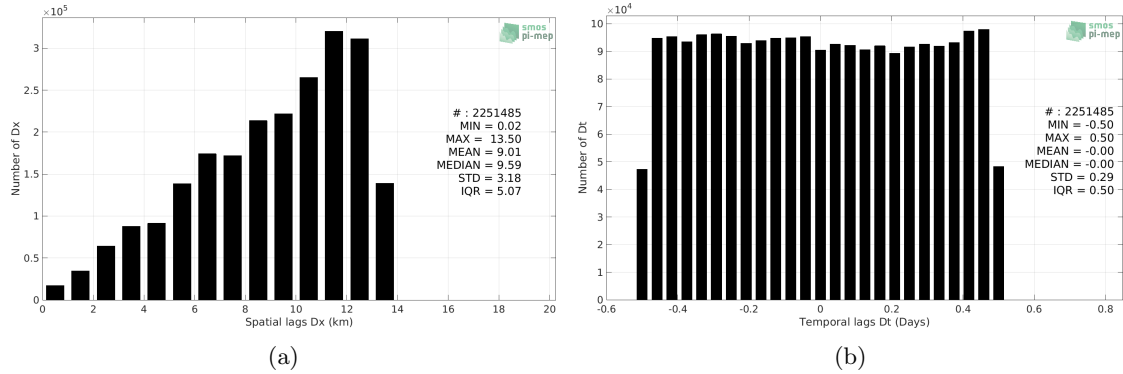 ×10⁵
3
2.5
2
1.5
1
0.5
0
0 2 4 6 8 10 12 14 16 18 20
Number of Dx
Spatial lags Dx (km)
smos
pi-mep
# : 2251485
MIN = 0.02
MAX = 13.50
MEAN = 9.01
MEDIAN = 9.59
STD = 3.18
IQR = 5.07
(a)
×10⁴
10
9
8
7
6
5
4
3
2
1
0
-0.6 -0.4 -0.2 0 0.2 0.4 0.6 0.8
Number of Dt
Temporal lags Dt (Days)
smos
pi-mep
# : 2251485
MIN = -0.50
MAX = 0.50
MEAN = -0.00
MEDIAN = -0.00
STD = 0.29
IQR = 0.50
(b)